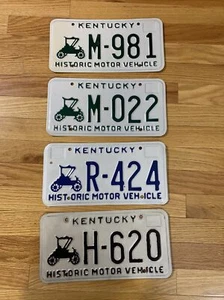 KENTUCKY
M-981
HISTORIC MOTOR VEHICLE
KENTUCKY
M-022
HISTORIC MOTOR VEHICLE
KENTUCKY
R-424
HISTORIC MOTOR VEHICLE
KENTUCKY
H-620
HISTORIC MOTOR VEHICLE